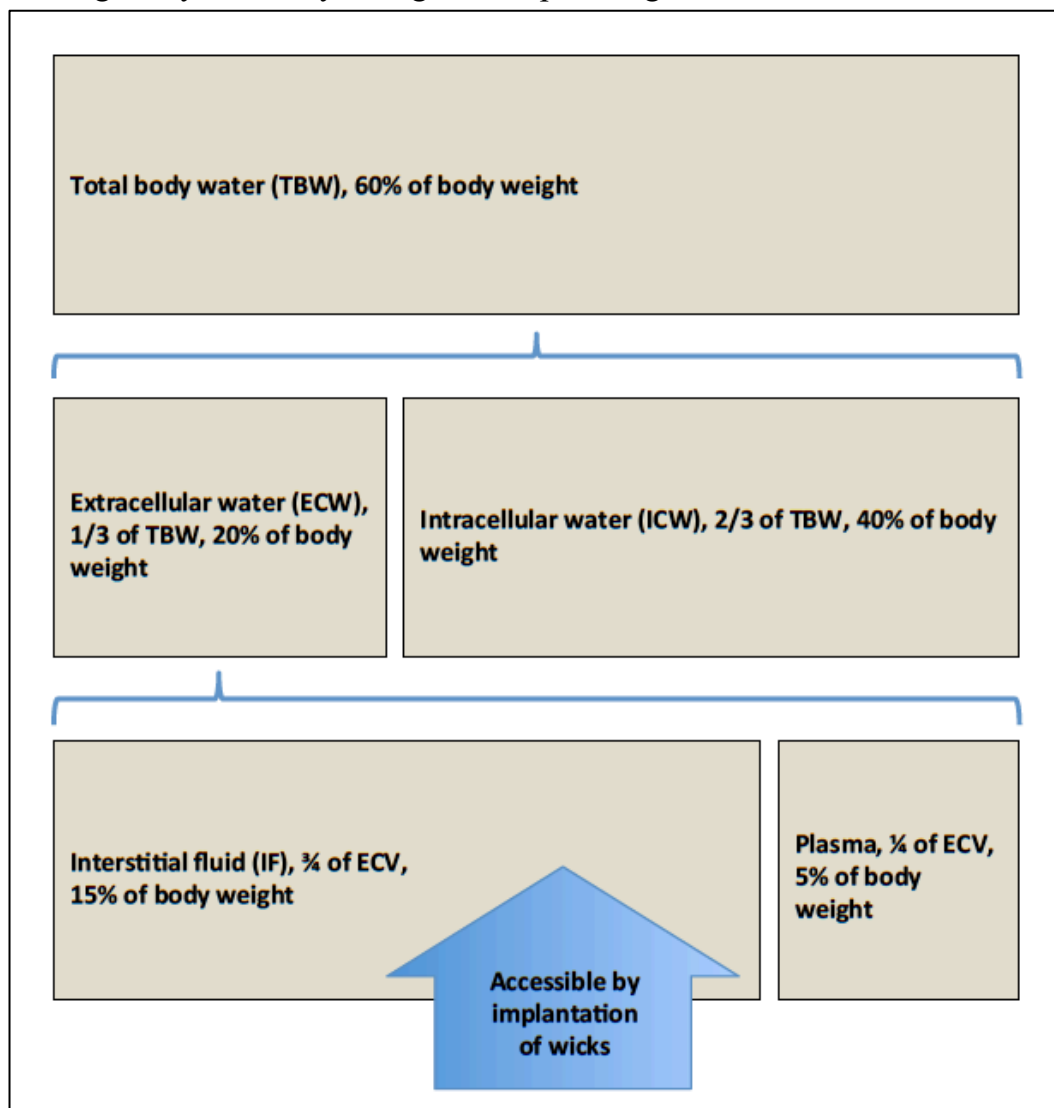 Total body water (TBW), 60% of body weight
Extracellular water (ECW),
1/3 of TBW, 20% of body
weight
Intracellular water (ICW), 2/3 of TBW, 40% of body
weight
Interstitial fluid (IF), ¾ of ECV,
15% of body weight
Plasma, ¼ of ECV,
5% of body
weight
Accessible by
implantation
of wicks